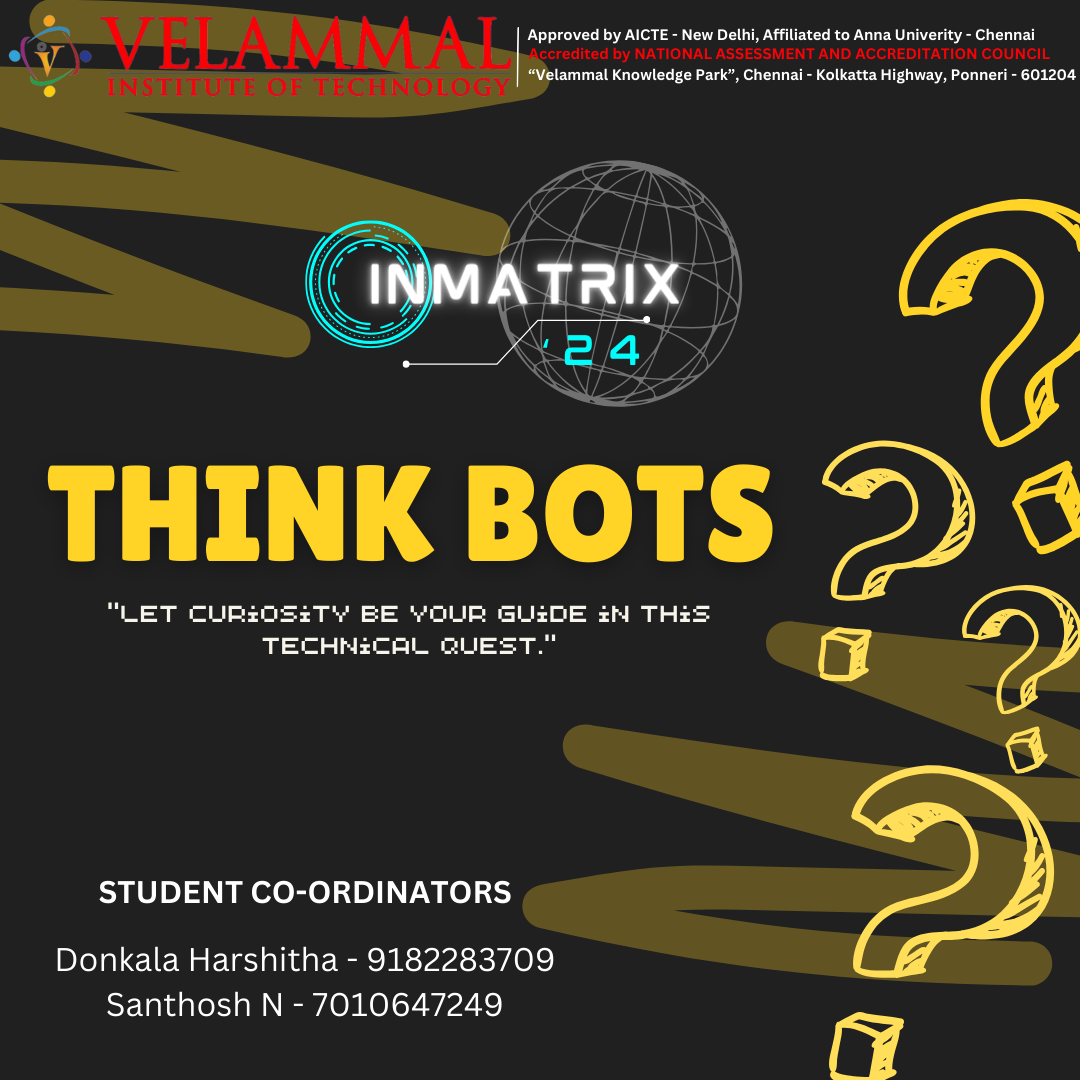 VELAMMAL
INSTITUTE OF TECHNOLOGY
Approved by AICTE - New Delhi, Affiliated to Anna Univerity - Chennai
Accredited by NATIONAL ASSESSMENT AND ACCREDITATION COUNCIL
“Velammal Knowledge Park”, Chennai - Kolkatta Highway, Ponneri - 601204
INMATRIX
‘24
THINK BOTS
"LET CURIOSITY BE YOUR GUIDE IN THIS
TECHNICAL QUEST."
STUDENT CO-ORDINATORS
Donkala Harshitha - 9182283709
Santhosh N - 7010647249